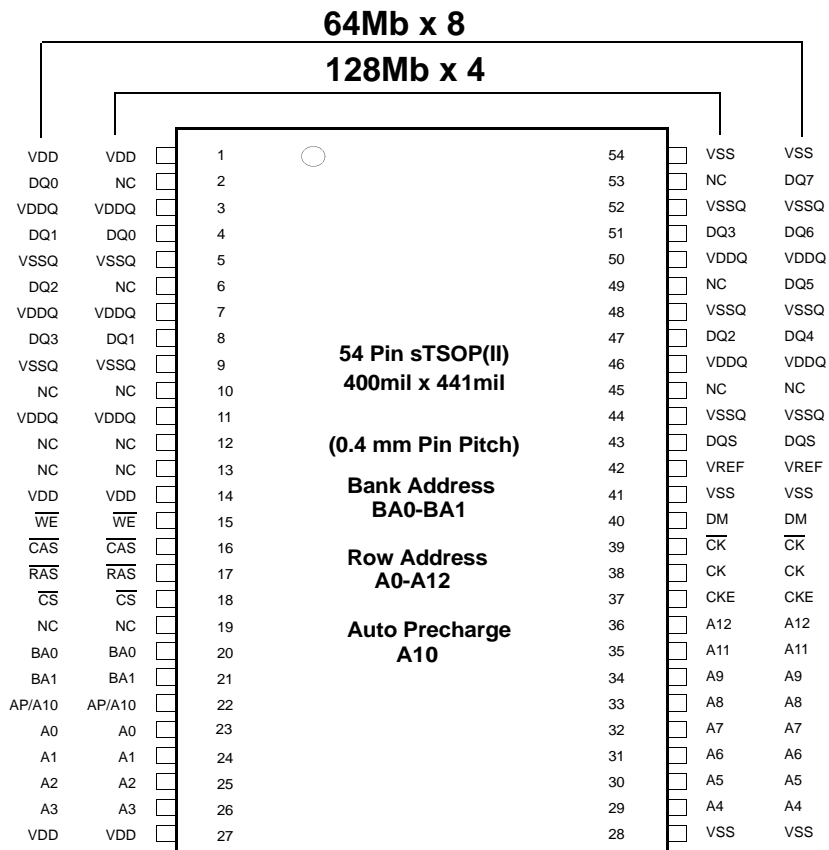 64Mb x 8
128Mb x 4
VDD VDD 1 54 VSS VSS
DQ0 NC 2 53 NC DQ7
VDDQ VDDQ 3 52 VSSQ VSSQ
DQ1 DQ0 4 51 DQ3 DQ6
VSSQ VSSQ 5 50 VDDQ VDDQ
DQ2 NC 6 49 NC DQ5
VDDQ VDDQ 7 48 VSSQ VSSQ
DQ3 DQ1 8 47 DQ2 DQ4
54 Pin sTSOP(II)
VSSQ VSSQ 9 46 VDDQ VDDQ
400mil x 441mil
NC NC 10 45 NC NC
VDDQ VDDQ 11 44 VSSQ VSSQ
NC NC 12 (0.4 mm Pin Pitch) 43 DQS DQS
NC NC 13 42 VREF VREF
Bank Address
VDD VDD 14 41 VSS VSS
BA0-BA1
WE WE 15 40 DM DM
CAS CAS 16 39 CK CK
Row Address
RAS RAS 17 38 CK CK
A0-A12
CS CS 18 37 CKE CKE
NC NC 19 Auto Precharge 36 A12 A12
BA0 BA0 20 A10 35 A11 A11
BA1 BA1 21 34 A9 A9
AP/A10 AP/A10 22 33 A8 A8
A0 A0 23 32 A7 A7
A1 A1 24 31 A6 A6
A2 A2 25 30 A5 A5
A3 A3 26 29 A4 A4
VDD VDD 27 28 VSS VSS